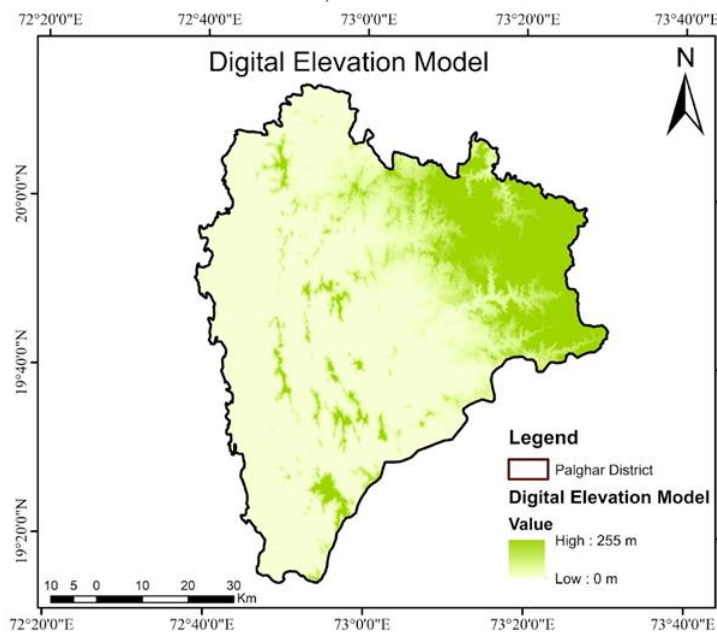 72°20'0"E 72°40'0"E 73°0'0"E 73°20'0"E 73°40'0"E
Digital Elevation Model
N
20°0'0"N
19°40'0"N
19°20'0"N
Legend
Palghar District
Digital Elevation Model
Value
High : 255 m
Low : 0 m
10 5 0 10 20 30
Km
72°20'0"E 72°40'0"E 73°0'0"E 73°20'0"E 73°40'0"E